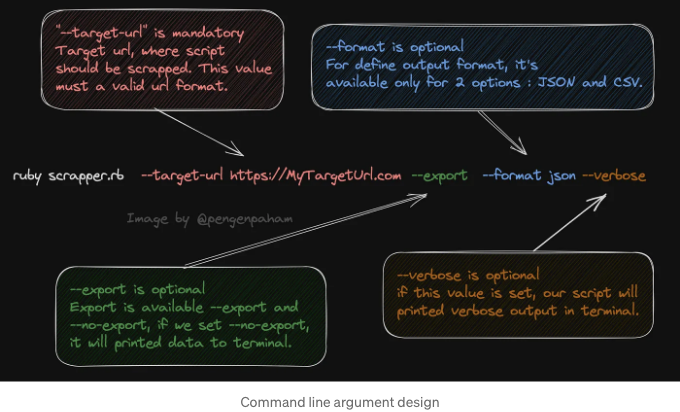 "--target-url" is mandatory
Target url, where script
should be scrapped. This value
must a valid url format.
--format is optional
For define output format, it's
available only for 2 options : JSON and CSV.
ruby scrapper.rb --target-url https://MyTargetUrl.com --export --format json --verbose
Image by @pengenpaham
--export is optional
Export is available --export and
--no-export, if we set --no-export,
it will printed data to terminal.
--verbose is optional
if this value is set, our script will
printed verbose output in terminal.
Command line argument design